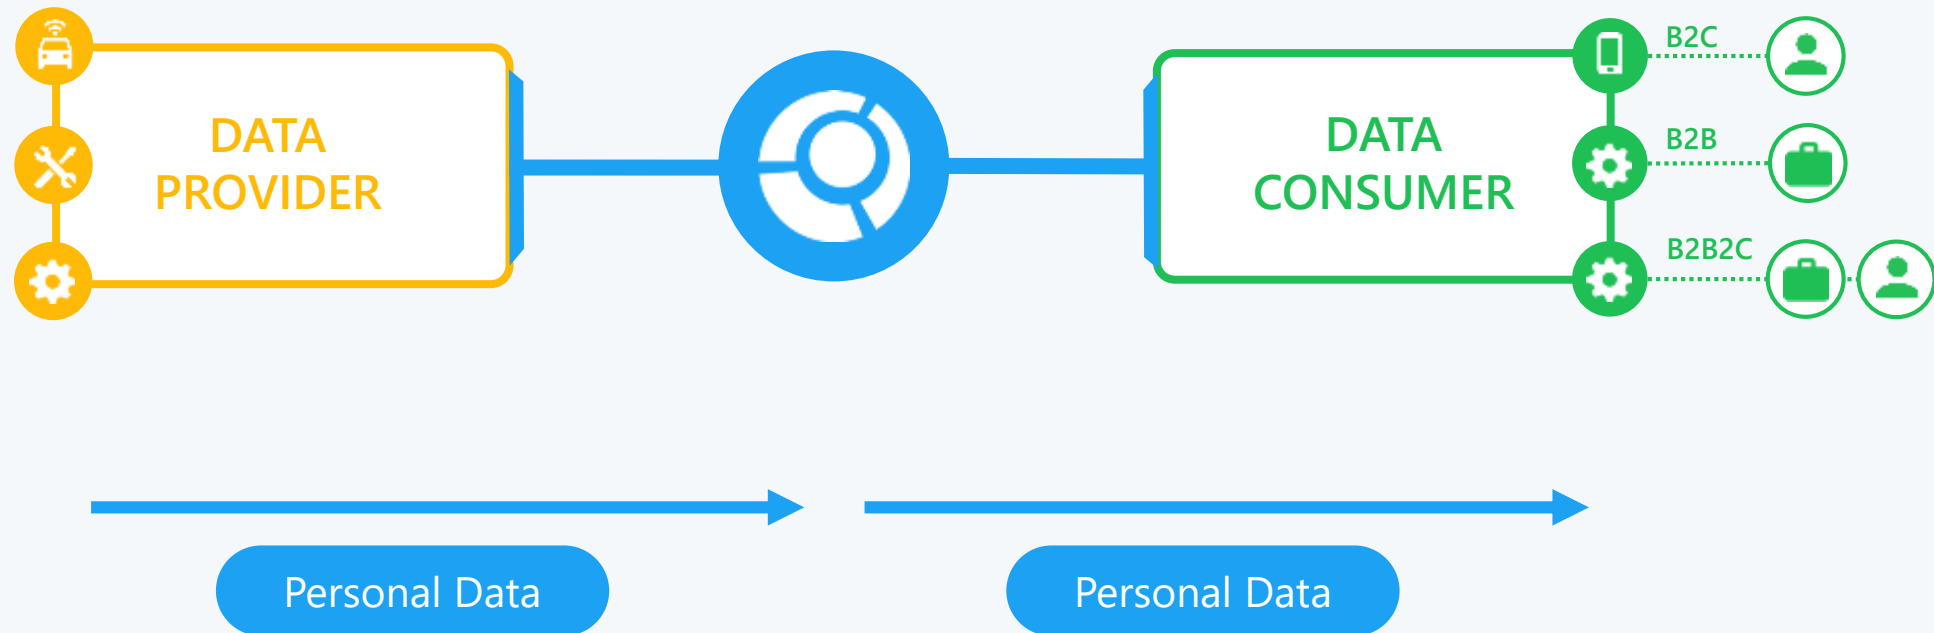 DATA
PROVIDER
DATA
CONSUMER
B2C
B2B
B2B2C
Personal Data
Personal Data